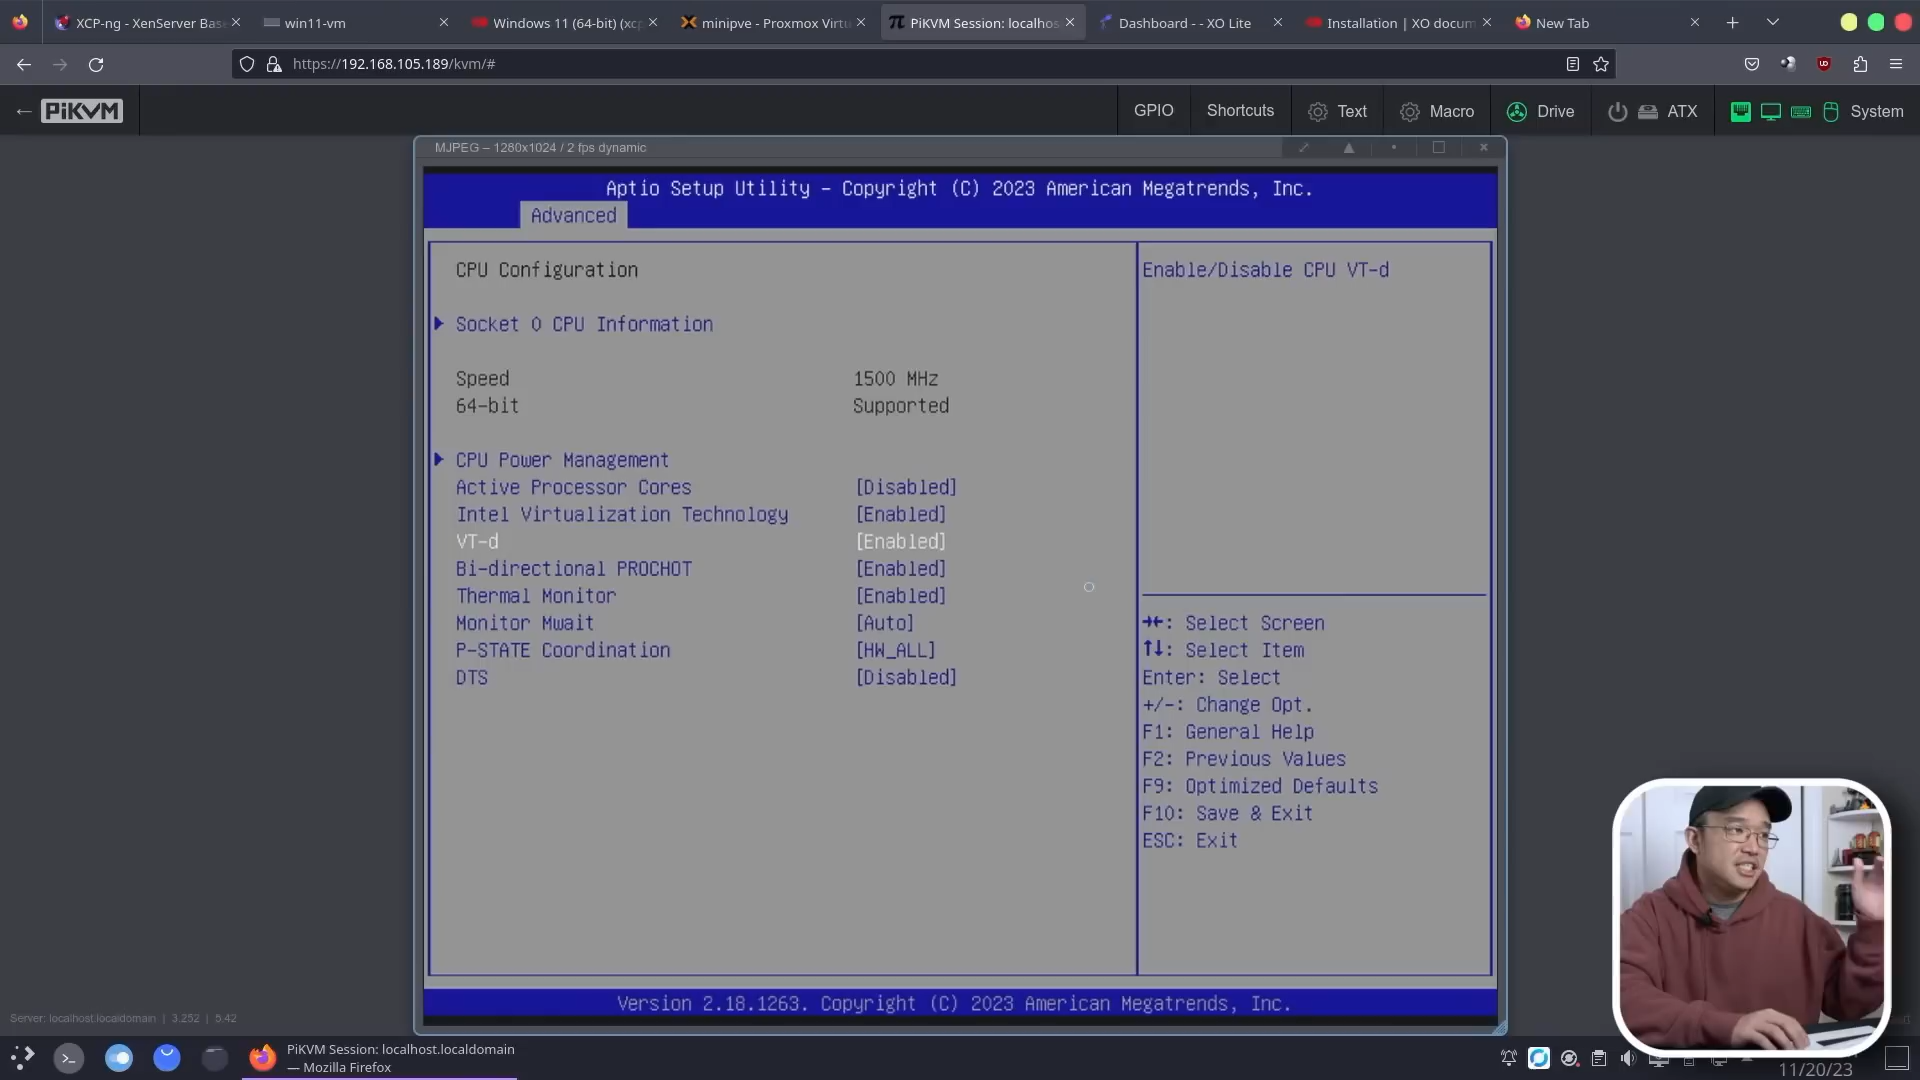 XCP-ng - XenServer Bas
win11-vm
Windows 11 (64-bit) (xc
minipve - Proxmox Virtu
PiKVM Session: localhos
Dashboard - - XO Lite
Installation | XO docum
New Tab
https://192.168.105.189/kvm/#
PiKVM
GPIO
Shortcuts
Text
Macro
Drive
ATX
System
MJPEG – 1280x1024 / 2 fps dynamic
Aptio Setup Utility – Copyright (C) 2023 American Megatrends, Inc.
Advanced
CPU Configuration
Socket 0 CPU Information
Speed 1500 MHz
64-bit Supported
CPU Power Management
Active Processor Cores [Disabled]
Intel Virtualization Technology [Enabled]
VT-d [Enabled]
Bi-directional PROCHOT [Enabled]
Thermal Monitor [Enabled]
Monitor Mwait [Auto]
P-STATE Coordination [HW_ALL]
DTS [Disabled]
Enable/Disable CPU VT-d
→←: Select Screen
↑↓: Select Item
Enter: Select
+/-: Change Opt.
F1: General Help
F2: Previous Values
F9: Optimized Defaults
F10: Save & Exit
ESC: Exit
Version 2.18.1263. Copyright (C) 2023 American Megatrends, Inc.
Server: localhost.localdomain | 3.252 | 5.42
PiKVM Session: localhost.localdomain
— Mozilla Firefox
11/20/23